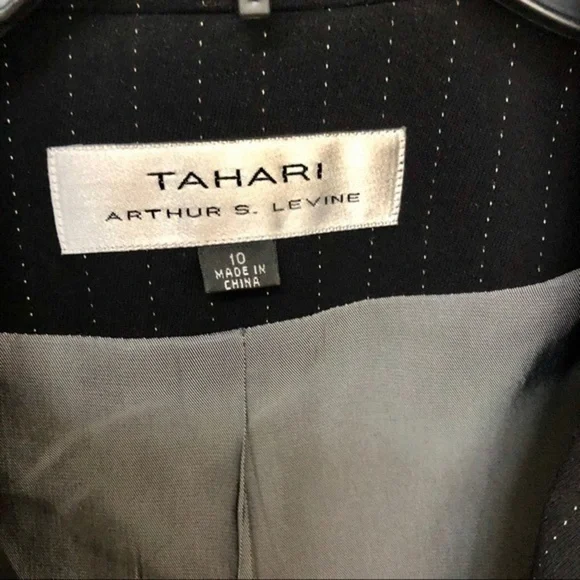 TAHARI
ARTHUR S. LEVINE
10
MADE IN
CHINA